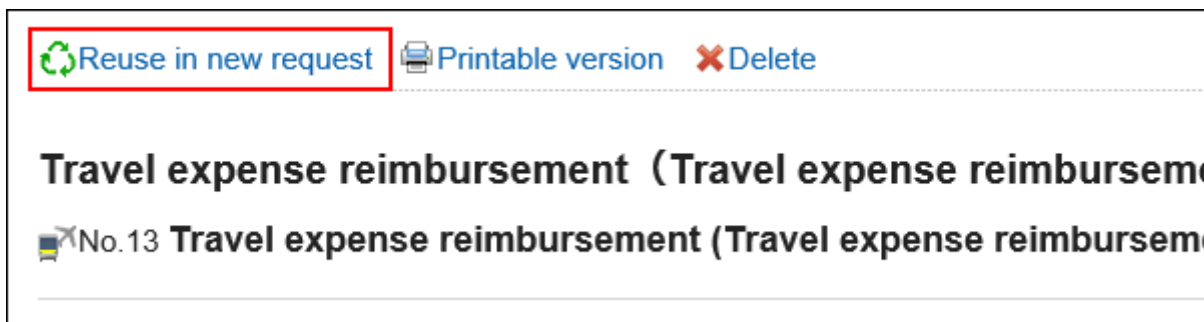 Reuse in new request Printable version Delete
Travel expense reimbursement（Travel expense reimburseme
No.13 Travel expense reimbursement (Travel expense reimburseme